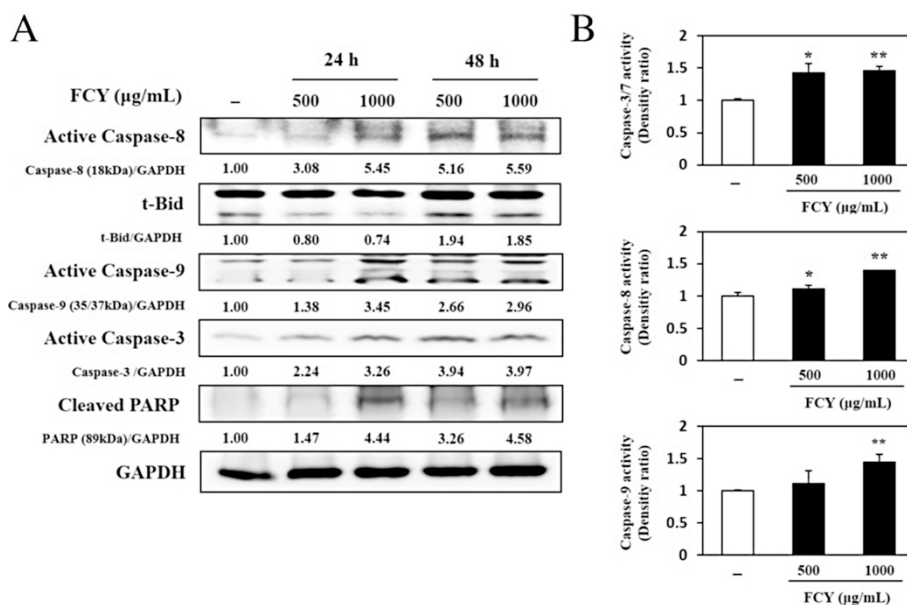 A
24 h 48 h
FCY (µg/mL) – 500 1000 500 1000
Active Caspase-8
Caspase-8 (18kDa)/GAPDH 1.00 3.08 5.45 5.16 5.59
t-Bid
t-Bid/GAPDH 1.00 0.80 0.74 1.94 1.85
Active Caspase-9
Caspase-9 (35/37kDa)/GAPDH 1.00 1.38 3.45 2.66 2.96
Active Caspase-3
Caspase-3 /GAPDH 1.00 2.24 3.26 3.94 3.97
Cleaved PARP
PARP (89kDa)/GAPDH 1.00 1.47 4.44 3.26 4.58
GAPDH
B
Caspase-3/7 activity
(Densitiy ratio)
2
1.5
1
0.5
0
* **
– 500 1000
FCY (µg/mL)
Caspase-8 activity
(Densitiy ratio)
2
1.5
1
0.5
0
* **
– 500 1000
FCY (µg/mL)
Caspase-9 activity
(Densitiy ratio)
2
1.5
1
0.5
0
**
– 500 1000
FCY (µg/mL)